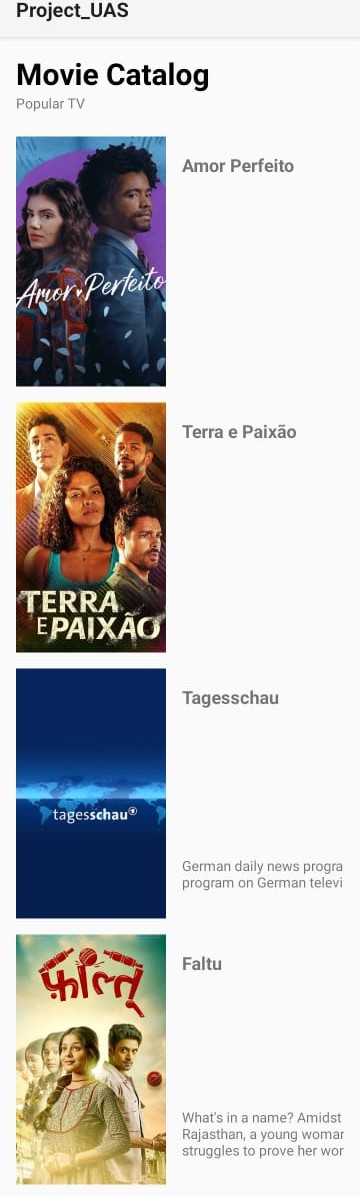 Project_UAS
Movie Catalog
Popular TV
Amor Perfeito
Amor Perfeito
Terra e Paixão
TERRA
E PAIXÃO
Tagesschau
tagesschau
German daily news progra
program on German televi
Faltu
फ़ालतू
What's in a name? Amidst
Rajasthan, a young womar
struggles to prove her wor